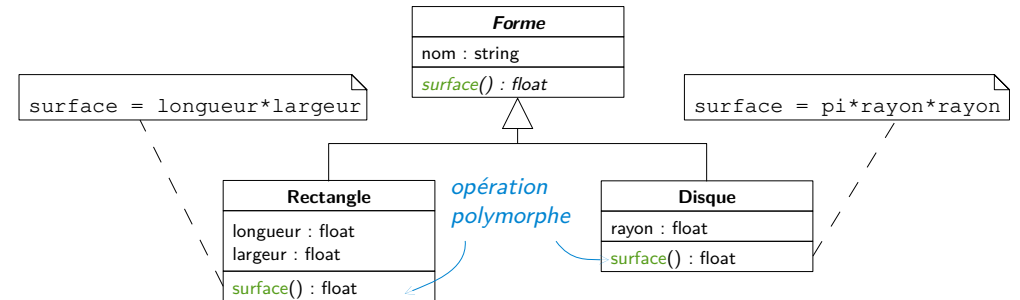 Forme
nom : string
surface() : float
surface = longueur*largeur
surface = pi*rayon*rayon
Rectangle
longueur : float
largeur : float
surface() : float
opération
polymorphe
Disque
rayon : float
surface() : float